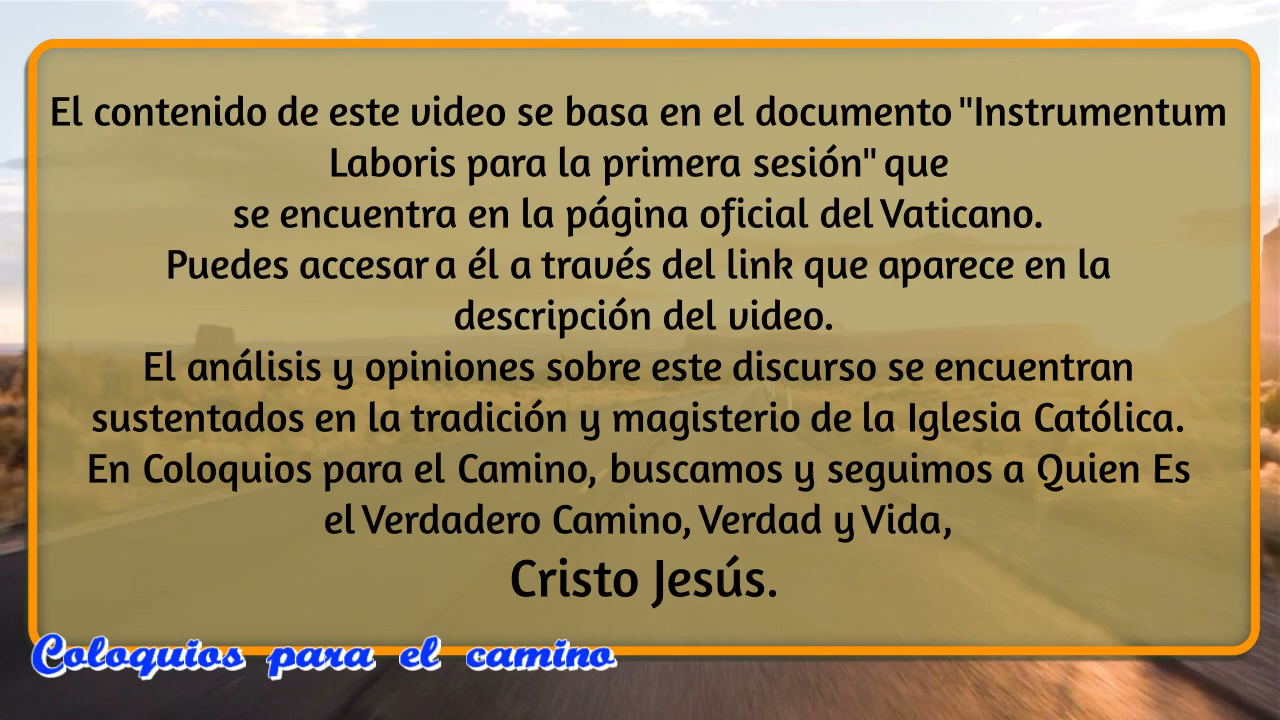 El contenido de este video se basa en el documento "Instrumentum
Laboris para la primera sesión" que
se encuentra en la página oficial del Vaticano.
Puedes accesar a él a través del link que aparece en la
descripción del video.
El análisis y opiniones sobre este discurso se encuentran
sustentados en la tradición y magisterio de la Iglesia Católica.
En Coloquios para el Camino, buscamos y seguimos a Quien Es
el Verdadero Camino, Verdad y Vida,
Cristo Jesús.
Coloquios para el camino